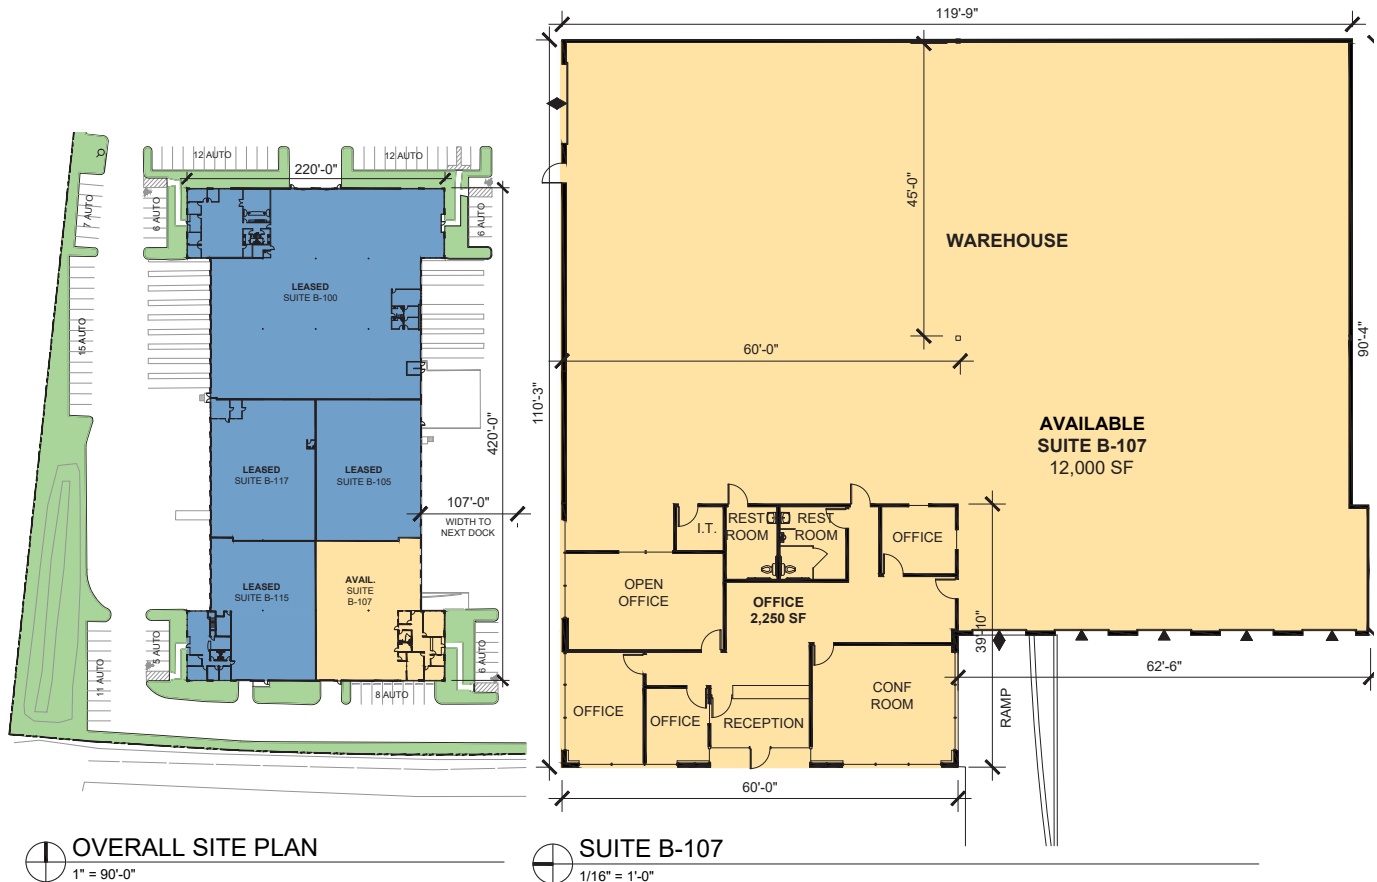 12 AUTO
12 AUTO
220'-0"
7 AUTO
6 AUTO
6 AUTO
LEASED
SUITE B-100
15 AUTO
420'-0"
LEASED
SUITE B-117
LEASED
SUITE B-105
107'-0"
WIDTH TO
NEXT DOCK
LEASED
SUITE B-115
AVAIL.
SUITE
B-107
11 AUTO
5 AUTO
6 AUTO
8 AUTO
OVERALL SITE PLAN
1" = 90'-0"
119'-9"
45'-0"
WAREHOUSE
60'-0"
90'-4"
110'-3"
AVAILABLE
SUITE B-107
12,000 SF
I.T.
REST
ROOM
REST
ROOM
OFFICE
OPEN
OFFICE
OFFICE
2,250 SF
39'-10"
62'-6"
CONF
ROOM
RAMP
OFFICE
OFFICE
RECEPTION
60'-0"
SUITE B-107
1/16" = 1'-0"